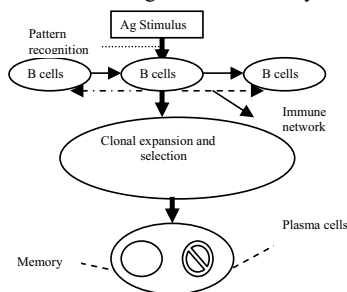 Ag Stimulus
Pattern
recognition
B cells
B cells
B cells
Immune
network
Clonal expansion and
selection
Plasma cells
Memory